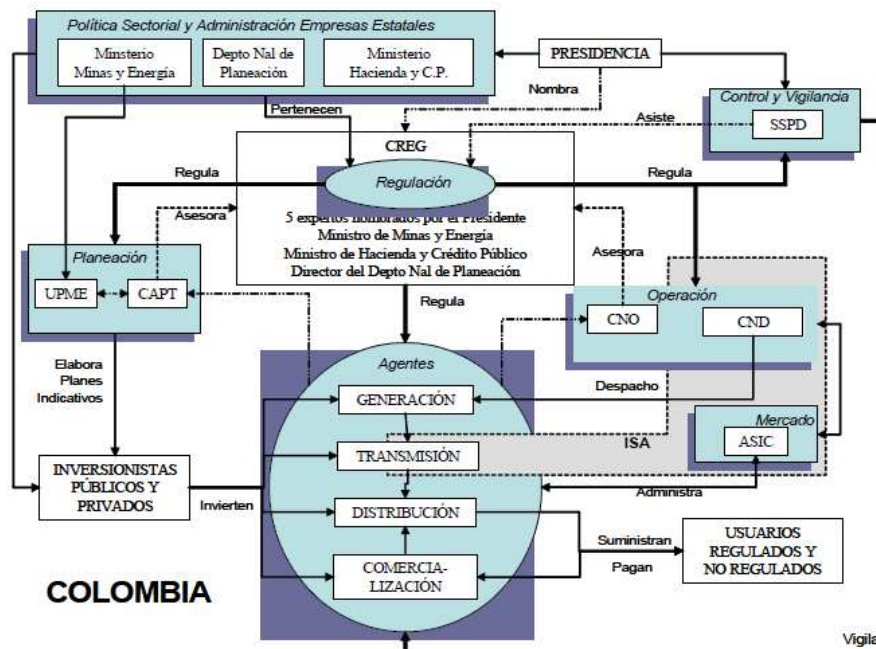 Política Sectorial y Administración Empresas Estatales
Minsterio
Minas y Energía
Depto Nal de
Planeación
Ministerio
Hacienda y C.P.
PRESIDENCIA
Nombra
Control y Vigilancia
SSPD
Pertenecen
Asiste
CREG
Regula
Regulación
Regula
Asesora
5 expertos nombrados por el Presidente
Ministro de Minas y Energía
Ministro de Hacienda y Crédito Público
Director del Depto Nal de Planeación
Asesora
Planeación
UPME
CAPT
Regula
Operación
CNO
CND
Elabora
Planes
Indicativos
Agentes
GENERACIÓN
Despacho
Mercado
ASIC
ISA
TRANSMISIÓN
INVERSIONISTAS
PÚBLICOS Y
PRIVADOS
Invierten
Administra
DISTRIBUCIÓN
Suministran
Pagan
USUARIOS
REGULADOS Y
NO REGULADOS
COMERCIA-
LIZACIÓN
COLOMBIA
Vigila